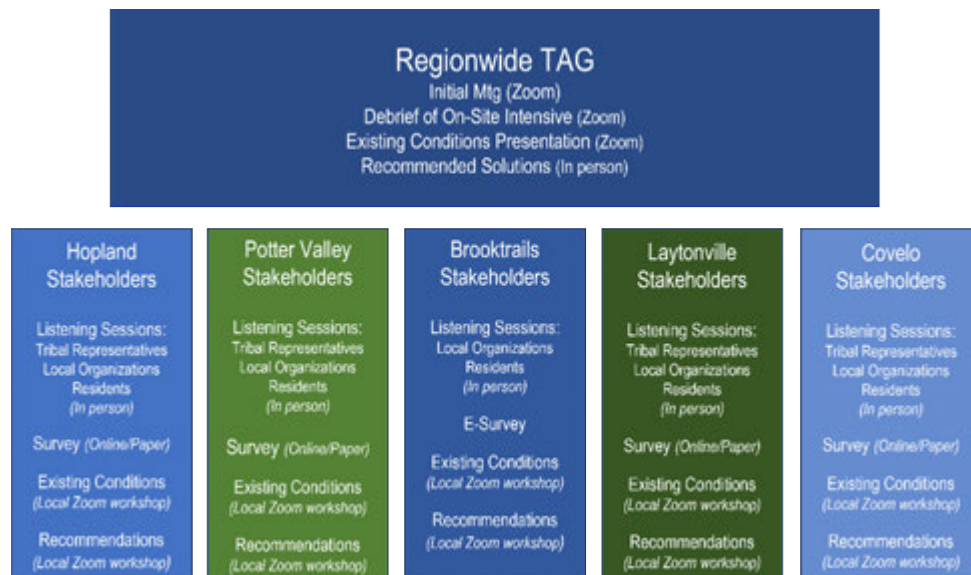 Regionwide TAG
Initial Mtg (Zoom)
Debrief of On-Site Intensive (Zoom)
Existing Conditions Presentation (Zoom)
Recommended Solutions (In person)
Hopland
Stakeholders
Listening Sessions:
Tribal Representatives
Local Organizations
Residents
(In person)
Survey (Online/Paper)
Existing Conditions
(Local Zoom workshop)
Recommendations
(Local Zoom workshop)
Potter Valley
Stakeholders
Listening Sessions:
Tribal Representatives
Local Organizations
Residents
(In person)
Survey (Online/Paper)
Existing Conditions
(Local Zoom workshop)
Recommendations
(Local Zoom workshop)
Brooktrails
Stakeholders
Listening Sessions:
Local Organizations
Residents
(In person)
E-Survey
Existing Conditions
(Local Zoom workshop)
Recommendations
(Local Zoom workshop)
Laytonville
Stakeholders
Listening Sessions:
Tribal Representatives
Local Organizations
Residents
(In person)
Survey (Online/Paper)
Existing Conditions
(Local Zoom workshop)
Recommendations
(Local Zoom workshop)
Covelo
Stakeholders
Listening Sessions:
Tribal Representatives
Local Organizations
Residents
(In person)
Survey (Online/Paper)
Existing Conditions
(Local Zoom workshop)
Recommendations
(Local Zoom workshop)